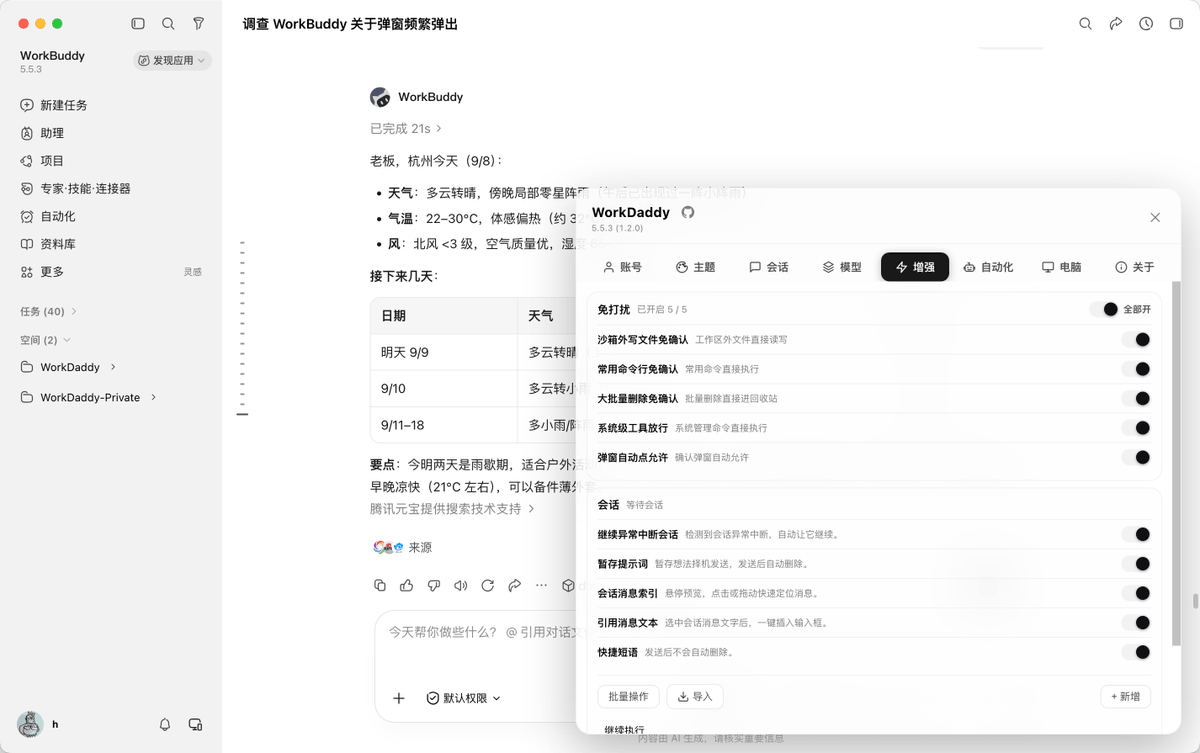 调查 WorkBuddy 关于弹窗频繁弹出
WorkBuddy
5.5.3
发现应用
新建任务
助理
项目
专家·技能·连接器
自动化
资料库
更多
灵感
任务 (40)
空间 (2)
WorkDaddy
WorkDaddy-Private
h
WorkBuddy
已完成 21s
老板，杭州今天（9/8）：
• 天气：多云转晴，傍晚局部零星阵雨（午后已出现过一阵小阵雨）
• 气温：22–30°C，体感偏热（约 32°
• 风：北风 <3 级，空气质量优，湿度
接下来几天：
日期 天气
明天 9/9 多云转晴
9/10 多云转小雨
9/11–18 多小雨/阵雨
要点：今明两天是雨歇期，适合户外活动
早晚凉快（21°C 左右），可以备件薄外套
腾讯元宝提供搜索技术支持
来源
今天帮你做些什么？ @ 引用对话文件
默认权限
内容由 AI 生成，请核实重要信息
WorkDaddy
5.5.3 (1.2.0)
账号
主题
会话
模型
增强
自动化
电脑
关于
免打扰 已开启 5 / 5
全部开
沙箱外写文件免确认 工作区外文件直接读写
常用命令行免确认 常用命令直接执行
大批量删除免确认 批量删除直接进回收站
系统级工具放行 系统管理命令直接执行
弹窗自动点允许 确认弹窗自动允许
会话 等待会话
继续异常中断会话 检测到会话异常中断，自动让它继续。
暂存提示词 暂存想法择机发送，发送后自动删除。
会话消息索引 悬停预览，点击或拖动快速定位消息。
引用消息文本 选中会话消息文字后，一键插入输入框。
快捷短语 发送后不会自动删除。
批量操作
导入
+ 新增
继续执行